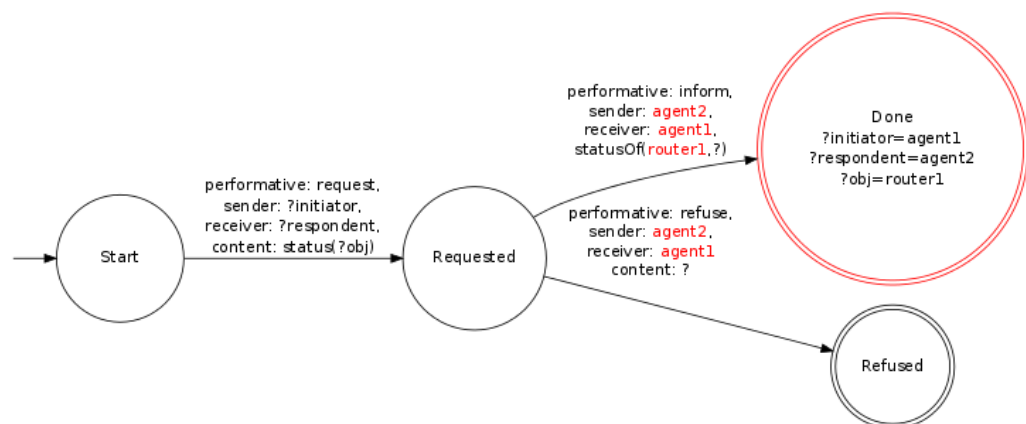 Start
performative: request,
sender: ?initiator,
receiver: ?respondent,
content: status(?obj)
Requested
performative: inform,
sender: agent2,
receiver: agent1,
statusOf(router1,?)
performative: refuse,
sender: agent2,
receiver: agent1
content: ?
Done
?initiator=agent1
?respondent=agent2
?obj=router1
Refused